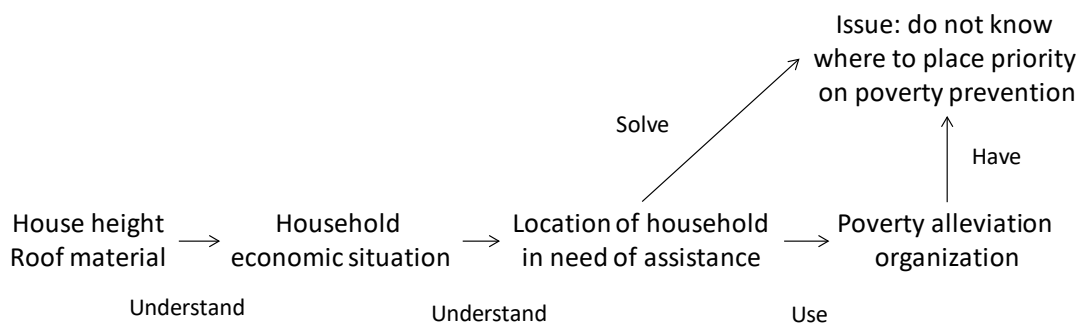 Issue: do not know
where to place priority
on poverty prevention
Solve
Have
House height
Roof material
Household
economic situation
Location of household
in need of assistance
Poverty alleviation
organization
Understand
Understand
Use